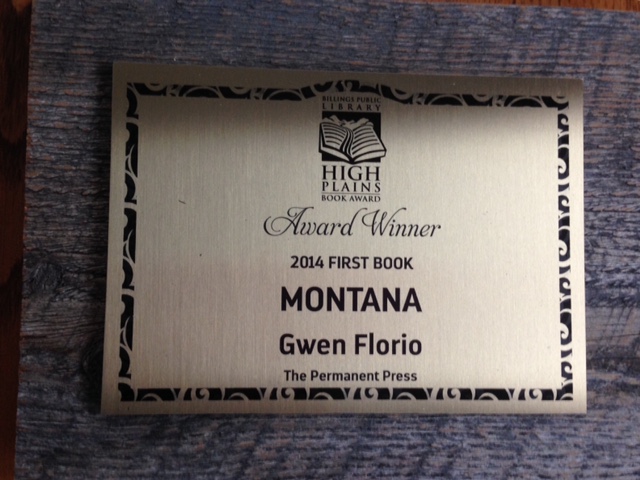 BILLINGS PUBLIC
LIBRARY
HIGH
PLAINS
BOOK AWARD
Award Winner
2014 FIRST BOOK
MONTANA
Gwen Florio
The Permanent Press